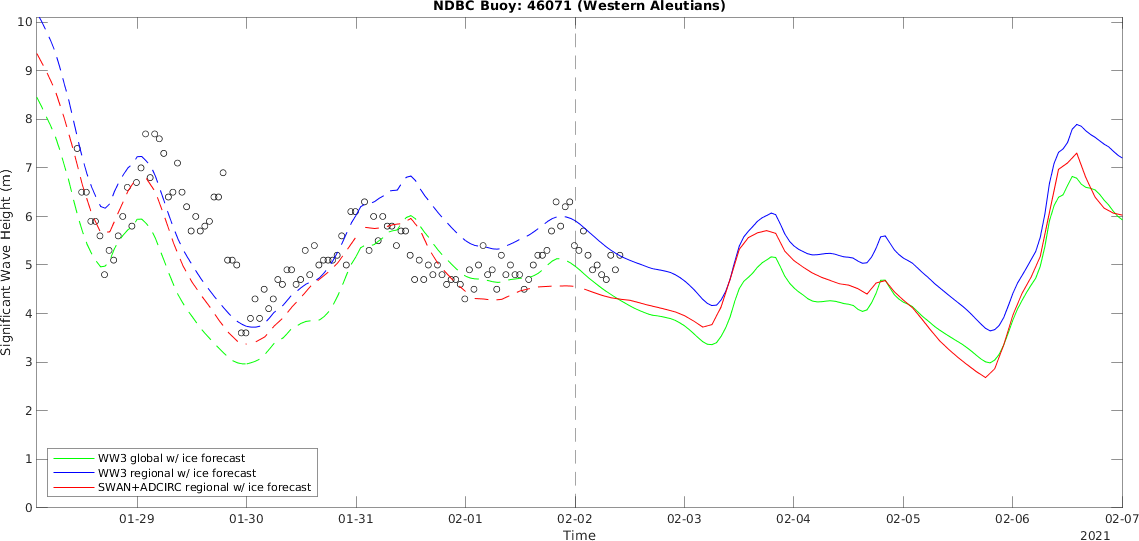 NDBC Buoy: 46071 (Western Aleutians)
10
9
8
7
6
5
4
3
2
1
0
Significant Wave Height (m)
WW3 global w/ ice forecast
WW3 regional w/ ice forecast
SWAN+ADCIRC regional w/ ice forecast
01-29 01-30 01-31 02-01 02-02 02-03 02-04 02-05 02-06 02-07
Time
2021